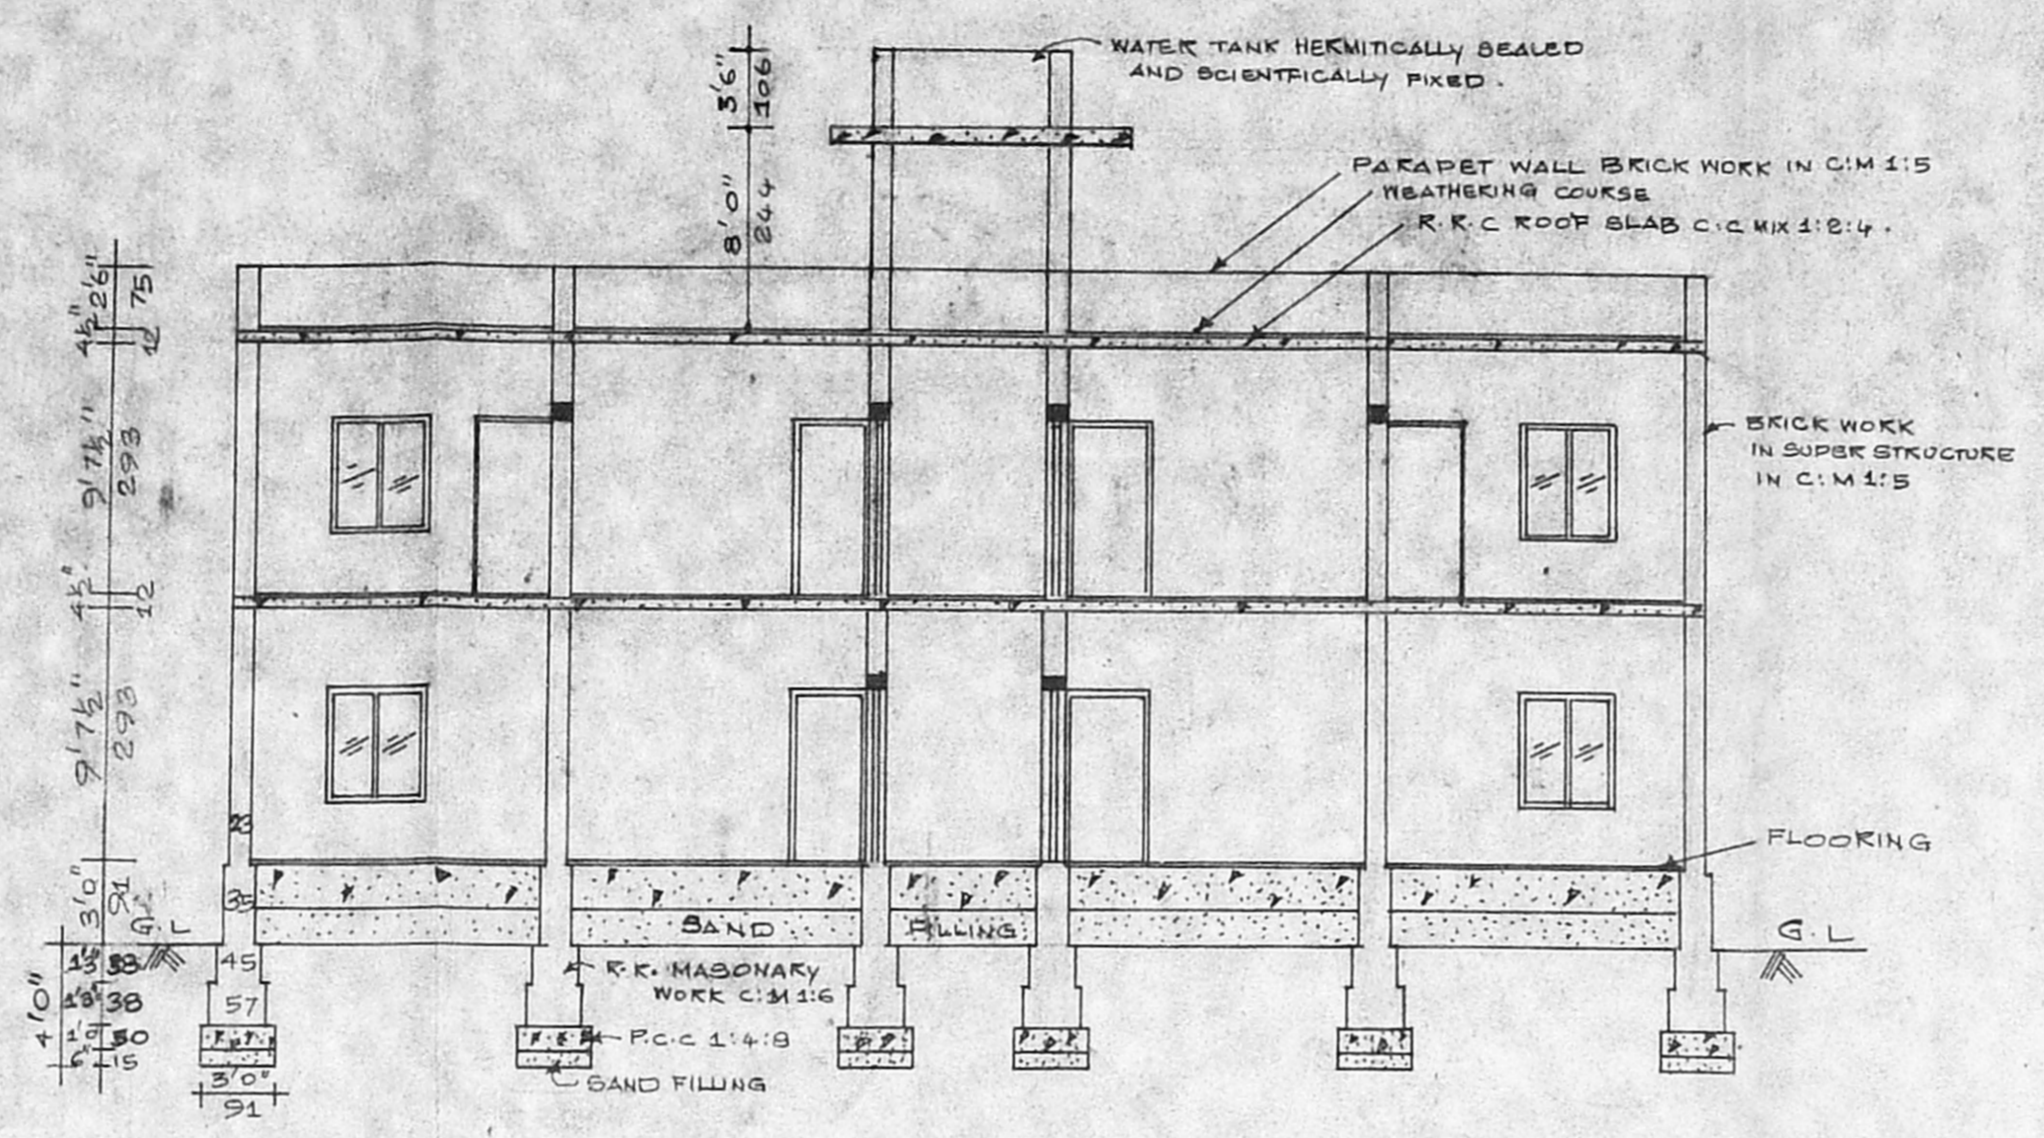 WATER TANK HERMITICALLY SEALED
AND SCIENTFICALLY FIXED.
3'6"
106
8'0"
244
PARAPET WALL BRICK WORK IN C:M 1:5
WEATHERING COURSE
R.R.C ROOF SLAB C.C MIX 1:2:4.
2'6"
75
4½"
12
9'7½"
293
BRICK WORK
IN SUPER STRUCTURE
IN C:M 1:5
4½"
12
9'7½"
293
23
FLOORING
3'0"
91
35
G.L
SAND FILLING
G.L
4'0"
1'3" 38
45
R.R. MASONARY
WORK C:M 1:6
1'3" 38
57
1'0"
P.C.C 1:4:8
6" 15
SAND FILLING
3'0"
91